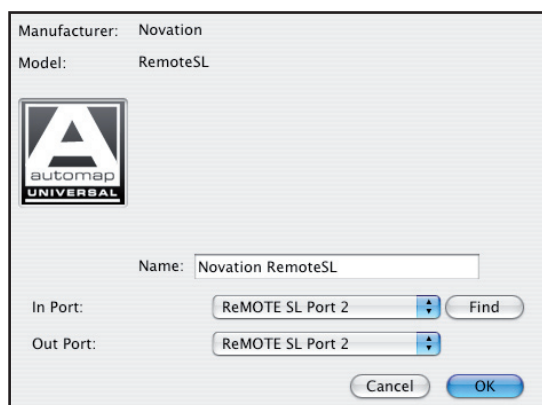 Manufacturer: Novation
Model: RemoteSL
A
automap
UNIVERSAL
Name: Novation RemoteSL
In Port: ReMOTE SL Port 2 Find
Out Port: ReMOTE SL Port 2
Cancel OK